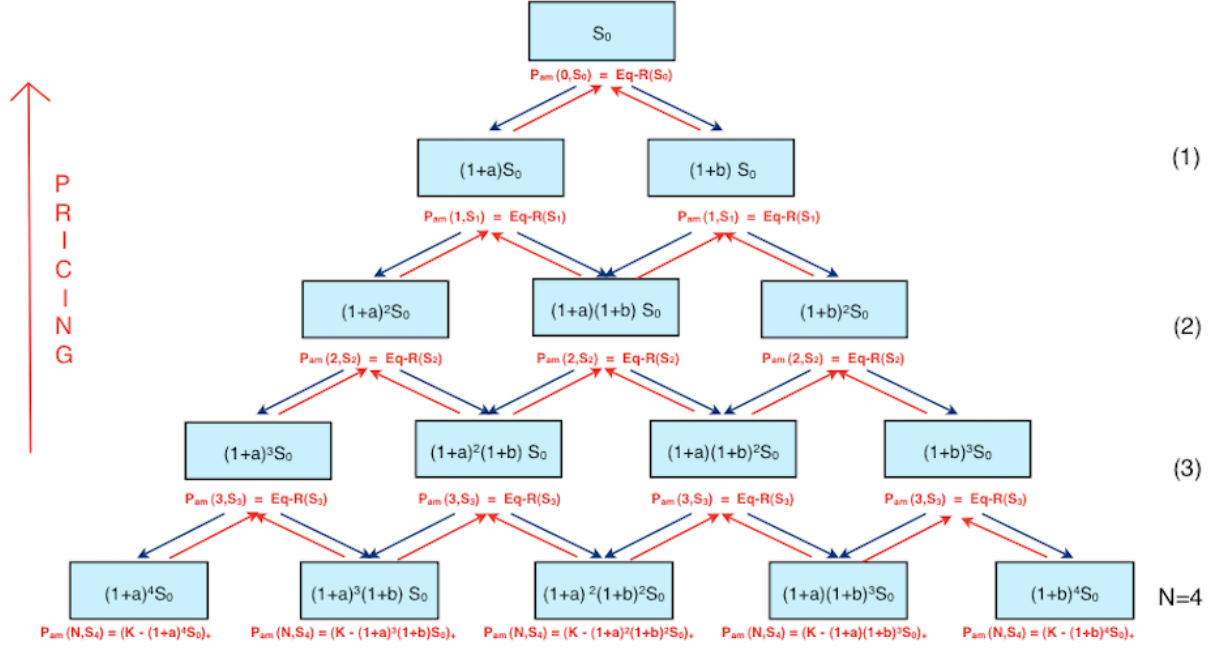 S₀
Pₐₘ (0,S₀) = Eq-R(S₀)
(1+a)S₀ (1+b) S₀ (1)
Pₐₘ (1,S₁) = Eq-R(S₁) Pₐₘ (1,S₁) = Eq-R(S₁)
(1+a)²S₀ (1+a)(1+b) S₀ (1+b)²S₀ (2)
Pₐₘ (2,S₂) = Eq-R(S₂) Pₐₘ (2,S₂) = Eq-R(S₂) Pₐₘ (2,S₂) = Eq-R(S₂)
(1+a)³S₀ (1+a)²(1+b) S₀ (1+a)(1+b)²S₀ (1+b)³S₀ (3)
Pₐₘ (3,S₃) = Eq-R(S₃) Pₐₘ (3,S₃) = Eq-R(S₃) Pₐₘ (3,S₃) = Eq-R(S₃) Pₐₘ (3,S₃) = Eq-R(S₃)
(1+a)⁴S₀ (1+a)³(1+b) S₀ (1+a) ²(1+b)²S₀ (1+a)(1+b)³S₀ (1+b)⁴S₀ N=4
Pₐₘ (N,S₄) = (K - (1+a)⁴S₀)₊ Pₐₘ (N,S₄) = (K - (1+a)³(1+b)S₀)₊ Pₐₘ (N,S₄) = (K - (1+a)²(1+b)²S₀)₊ Pₐₘ (N,S₄) = (K - (1+a)(1+b)³S₀)₊ Pₐₘ (N,S₄) = (K - (1+b)⁴S₀)₊
PRICING